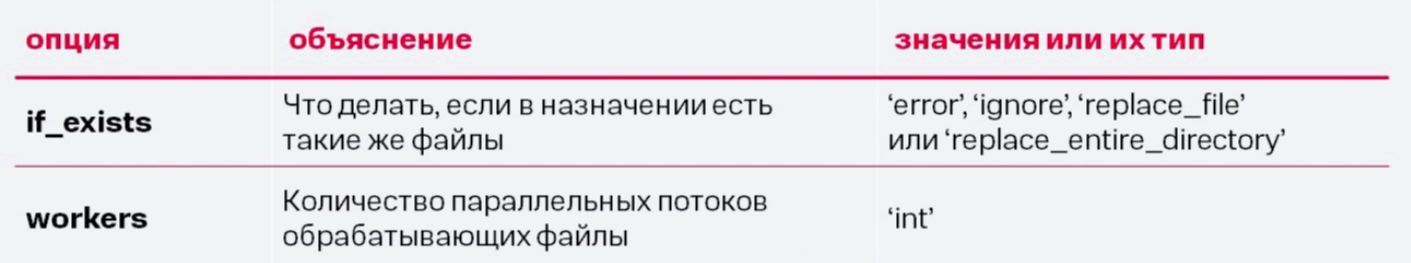 опция объяснение значения или их тип
if_exists Что делать, если в назначении есть такие же файлы ‘error’, ‘ignore’, ‘replace_file’ или ‘replace_entire_directory’
workers Количество параллельных потоков обрабатывающих файлы ‘int’